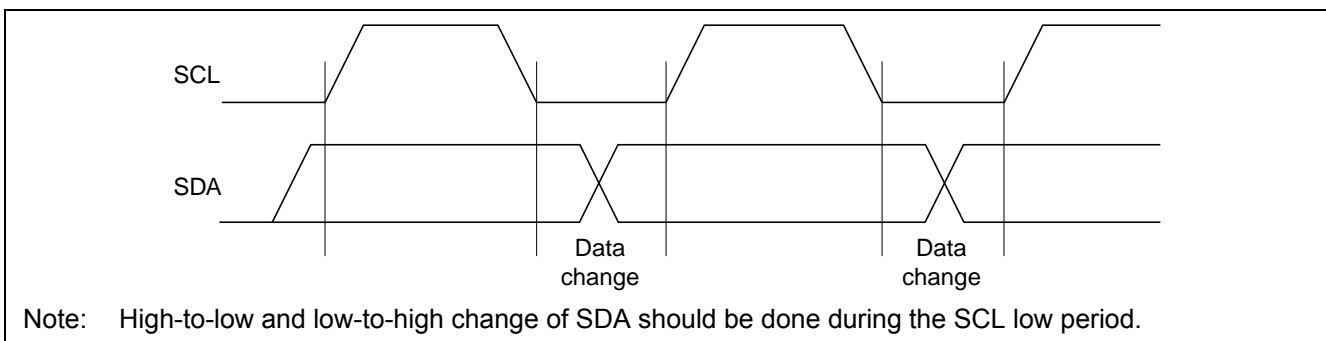 SCL
SDA
Data
change
Data
change
Note: High-to-low and low-to-high change of SDA should be done during the SCL low period.